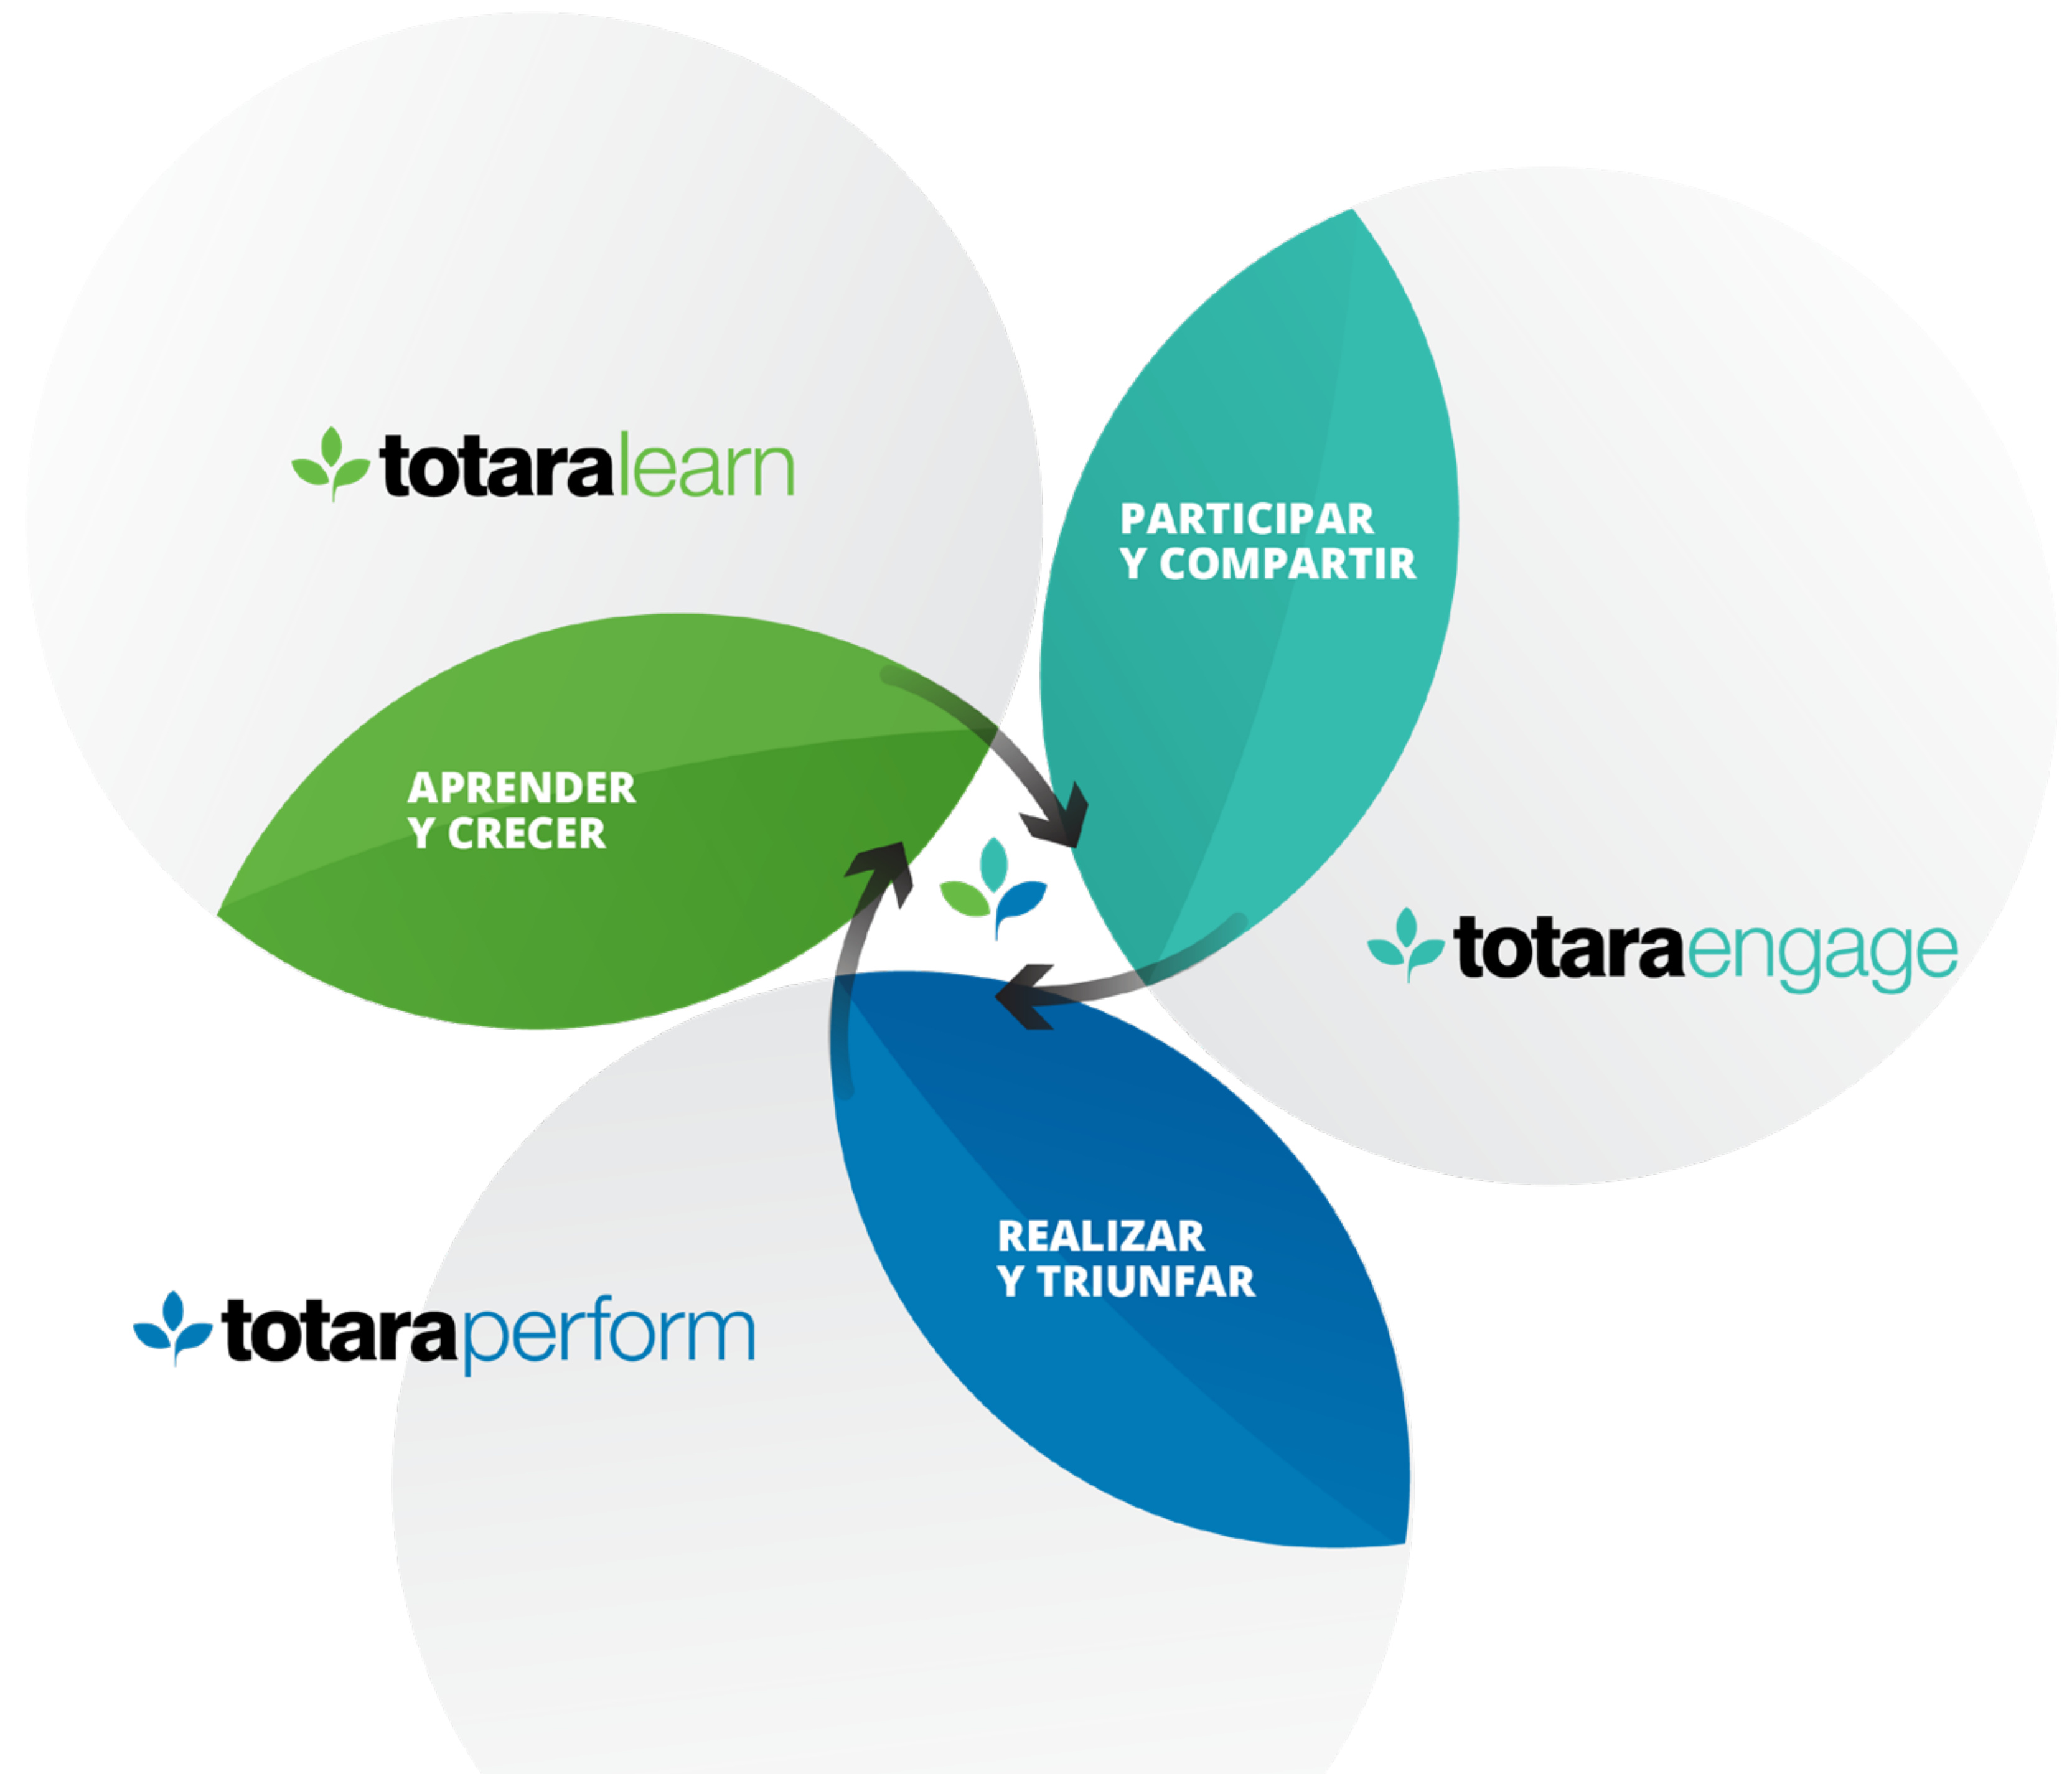 totaralearn
PARTICIPAR
Y COMPARTIR
APRENDER
Y CRECER
totaraengage
REALIZAR
Y TRIUNFAR
totaraperform